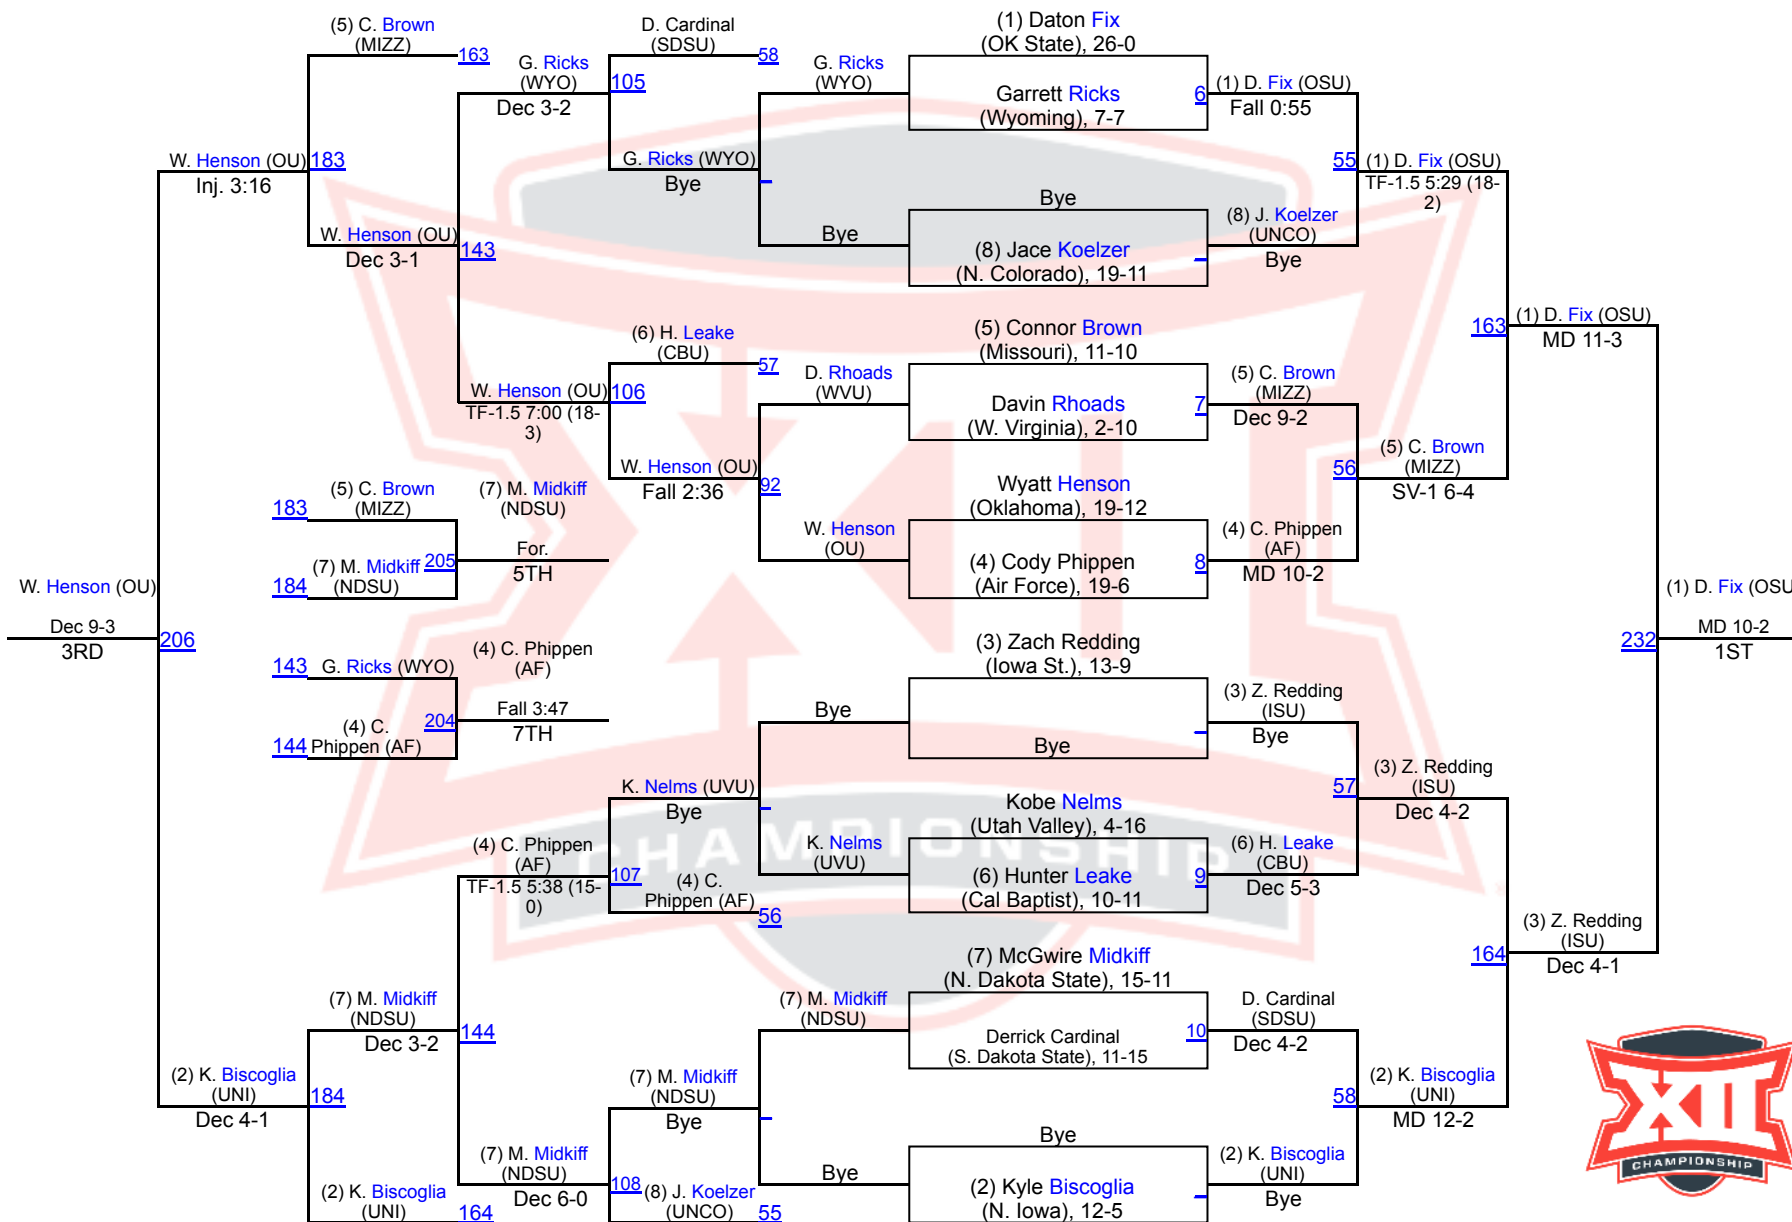 (5) C. Brown
(MIZZ)
163
G. Ricks
(WYO)
Dec 3-2
105
D. Cardinal
(SDSU)
58
G. Ricks
(WYO)
(1) Daton Fix
(OK State), 26-0
Garrett Ricks
(Wyoming), 7-7
6
(1) D. Fix (OSU)
Fall 0:55
W. Henson (OU)
183
Inj. 3:16
G. Ricks (WYO)
Bye
55
(1) D. Fix (OSU)
TF-1.5 5:29 (18-
2)
W. Henson (OU)
Dec 3-1
143
Bye
Bye
(8) Jace Koelzer
(N. Colorado), 19-11
(8) J. Koelzer
(UNCO)
Bye
163
(1) D. Fix (OSU)
MD 11-3
(6) H. Leake
(CBU)
57
W. Henson (OU)
106
TF-1.5 7:00 (18-
3)
D. Rhoads
(WVU)
(5) Connor Brown
(Missouri), 11-10
Davin Rhoads
(W. Virginia), 2-10
7
(5) C. Brown
(MIZZ)
Dec 9-2
W. Henson (OU)
Fall 2:36
92
56
(5) C. Brown
(MIZZ)
SV-1 6-4
W. Henson
(OU)
Wyatt Henson
(Oklahoma), 19-12
(4) Cody Phippen
(Air Force), 19-6
8
(4) C. Phippen
(AF)
MD 10-2
183
(5) C. Brown
(MIZZ)
(7) M. Midkiff
(NDSU)
For.
5TH
205
184
(7) M. Midkiff
(NDSU)
W. Henson (OU)
Dec 9-3
3RD
206
143
G. Ricks (WYO)
(4) C. Phippen
(AF)
Fall 3:47
7TH
204
144
(4) C.
Phippen (AF)
(1) D. Fix (OSU
232
MD 10-2
1ST
Bye
(3) Zach Redding
(Iowa St.), 13-9
Bye
(3) Z. Redding
(ISU)
Bye
K. Nelms (UVU)
Bye
57
(3) Z. Redding
(ISU)
Dec 4-2
K. Nelms
(UVU)
Kobe Nelms
(Utah Valley), 4-16
(6) Hunter Leake
(Cal Baptist), 10-11
9
(6) H. Leake
(CBU)
Dec 5-3
CHAMPIONSHIP
(4) C. Phippen
(AF)
TF-1.5 5:38 (15-
0)
107
(4) C.
Phippen (AF)
56
164
(3) Z. Redding
(ISU)
Dec 4-1
(7) M. Midkiff
(NDSU)
Dec 3-2
144
(7) M. Midkiff
(NDSU)
(7) McGwire Midkiff
(N. Dakota State), 15-11
Derrick Cardinal
(S. Dakota State), 11-15
10
D. Cardinal
(SDSU)
Dec 4-2
(2) K. Biscoglia
(UNI)
Dec 4-1
184
(7) M. Midkiff
(NDSU)
Bye
58
(2) K. Biscoglia
(UNI)
MD 12-2
(7) M. Midkiff
(NDSU)
Dec 6-0
108
Bye
Bye
(2) Kyle Biscoglia
(N. Iowa), 12-5
(2) K. Biscoglia
(UNI)
Bye
(2) K. Biscoglia
(UNI)
164
(8) J. Koelzer
(UNCO)
55
XII
CHAMPIONSHIP